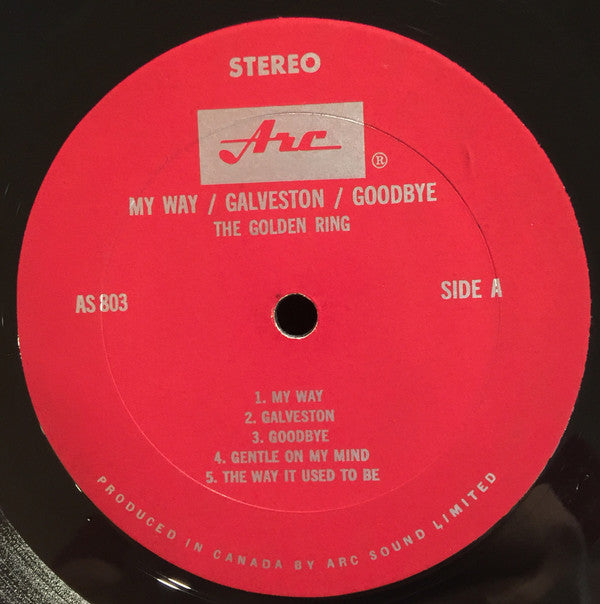 STEREO
Arc
®
MY WAY / GALVESTON / GOODBYE
THE GOLDEN RING
AS 803
SIDE A
1. MY WAY
2. GALVESTON
3. GOODBYE
4. GENTLE ON MY MIND
5. THE WAY IT USED TO BE
PRODUCED IN CANADA BY ARC SOUND LIMITED